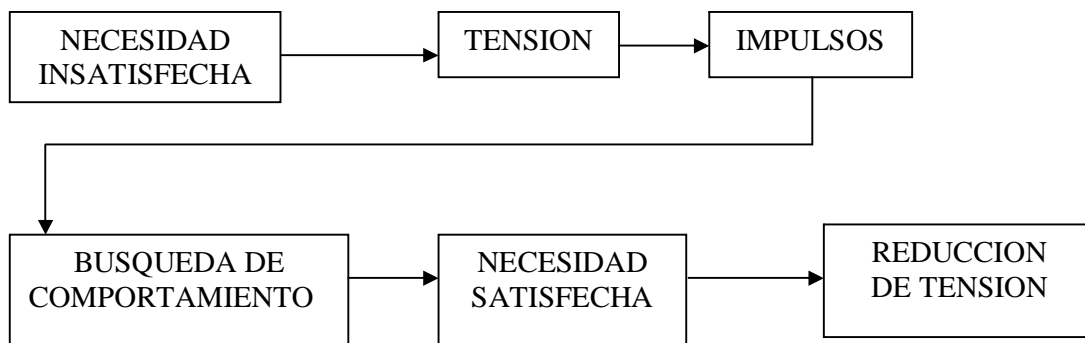 NECESIDAD
INSATISFECHA
TENSION
IMPULSOS
BUSQUEDA DE
COMPORTAMIENTO
NECESIDAD
SATISFECHA
REDUCCION
DE TENSION